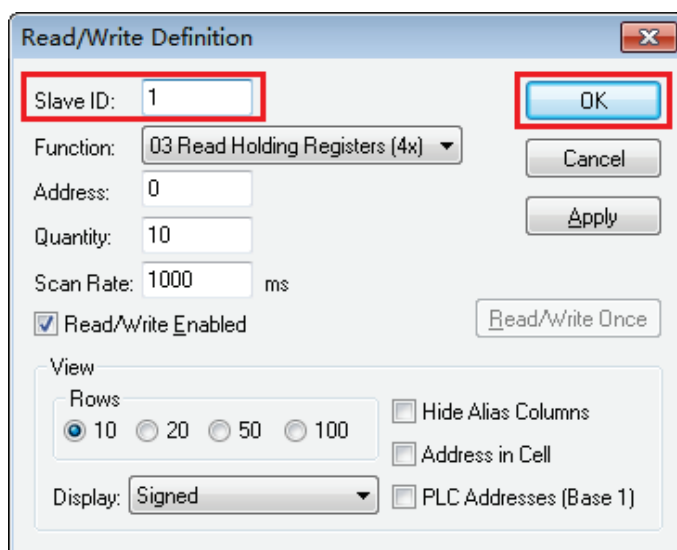 Read/Write Definition
Slave ID: 1
OK
Function: 03 Read Holding Registers (4x)
Cancel
Address: 0
Apply
Quantity: 10
Scan Rate: 1000 ms
Read/Write Enabled
Read/Write Once
View
Rows
10 20 50 100
Hide Alias Columns
Address in Cell
Display: Signed
PLC Addresses (Base 1)